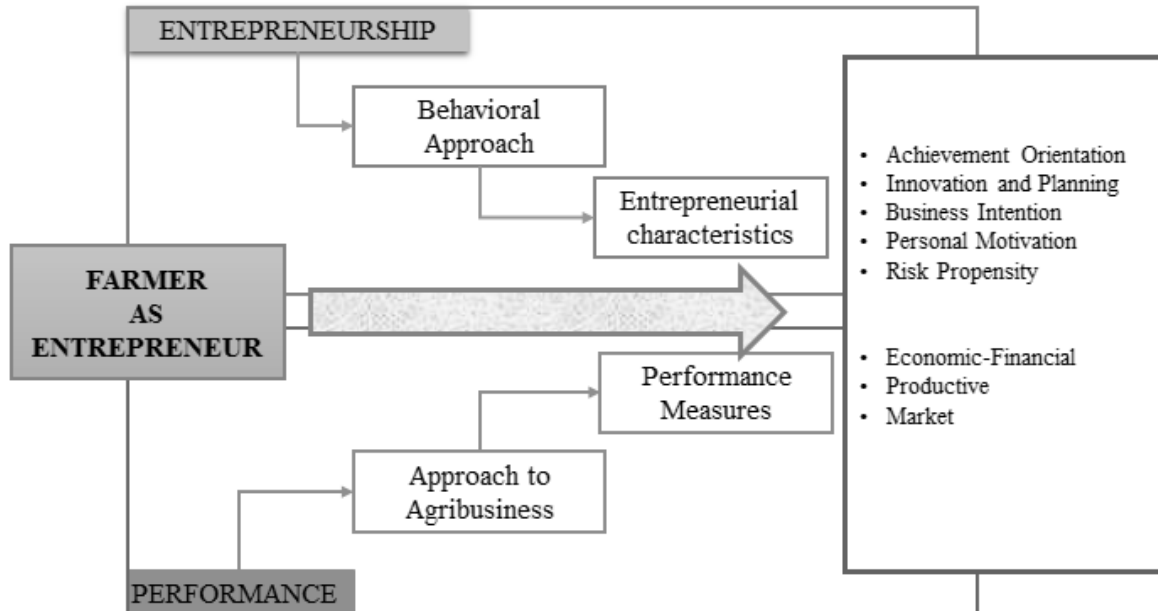 ENTREPRENEURSHIP
Behavioral
Approach
Entrepreneurial
characteristics
FARMER
AS
ENTREPRENEUR
• Achievement Orientation
• Innovation and Planning
• Business Intention
• Personal Motivation
• Risk Propensity
• Economic-Financial
• Productive
• Market
Performance
Measures
Approach to
Agribusiness
PERFORMANCE